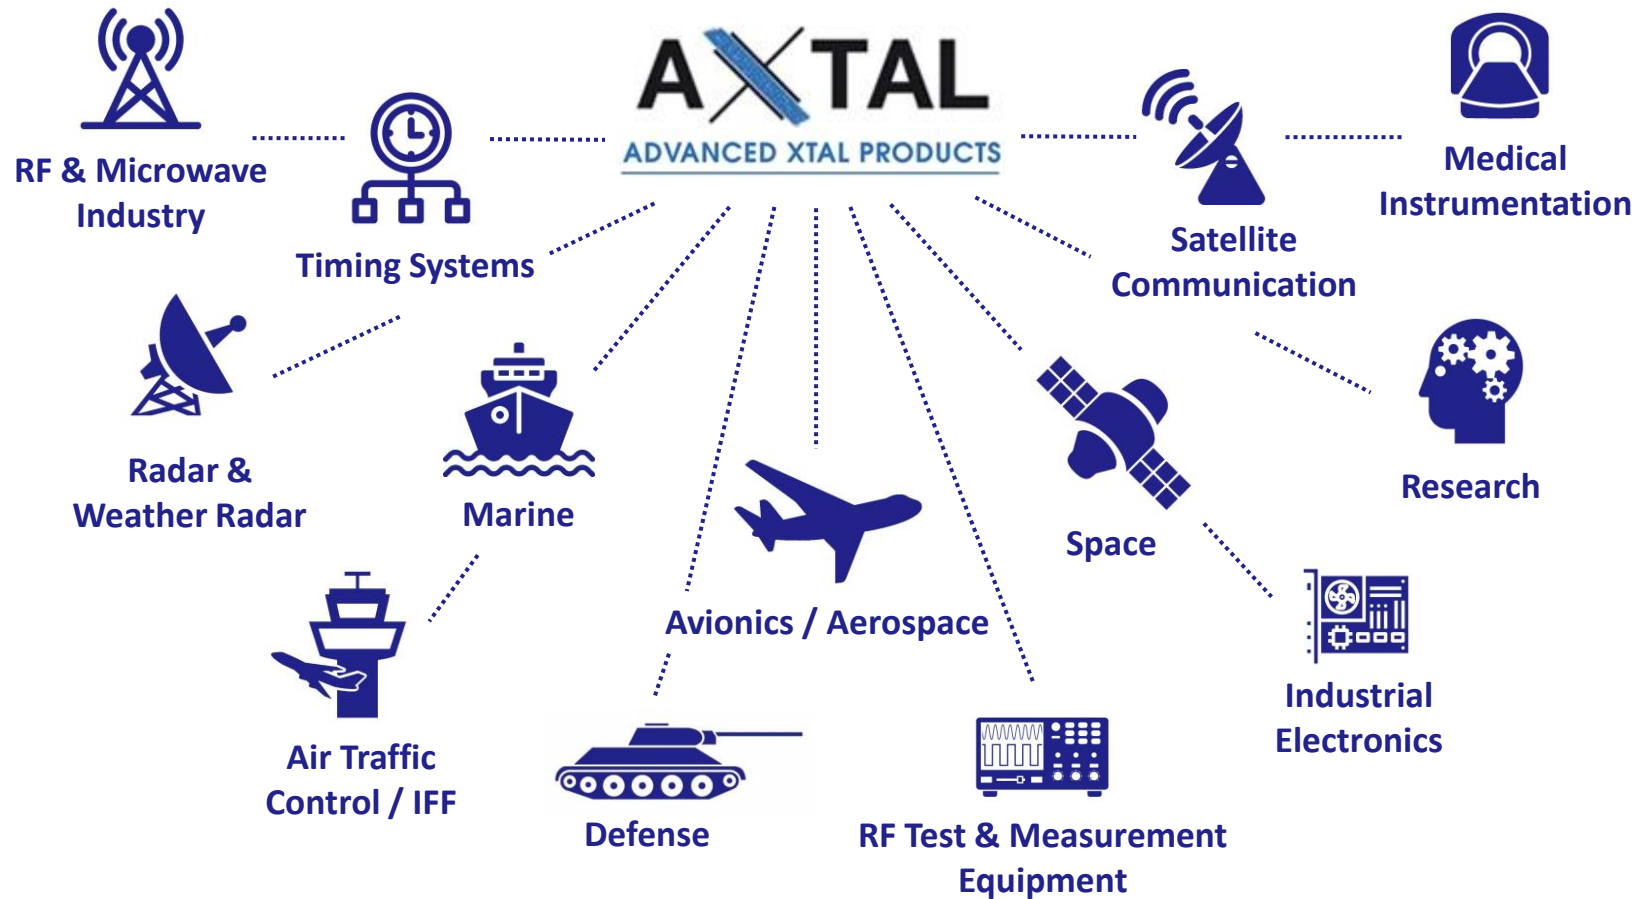 AXTAL
ADVANCED XTAL PRODUCTS
RF & Microwave
Industry
Timing Systems
Satellite
Communication
Medical
Instrumentation
Radar &
Weather Radar
Marine
Avionics / Aerospace
Space
Research
Air Traffic
Control / IFF
Defense
RF Test & Measurement
Equipment
Industrial
Electronics